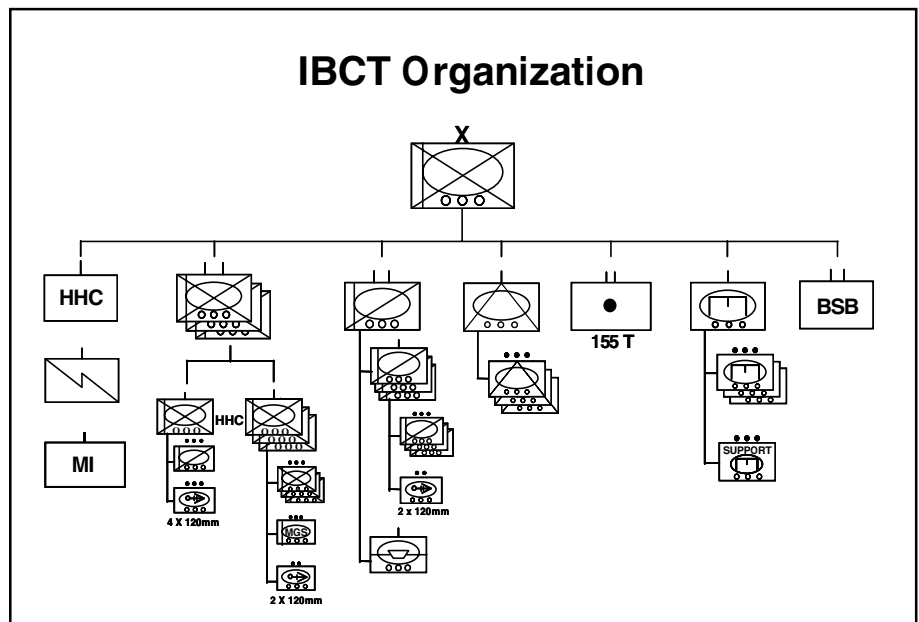 IBCT Organization
X
HHC
BSB
155 T
HHC
MI
SUPPORT
4 X 120mm
2 x 120mm
MGS
2 X 120mm